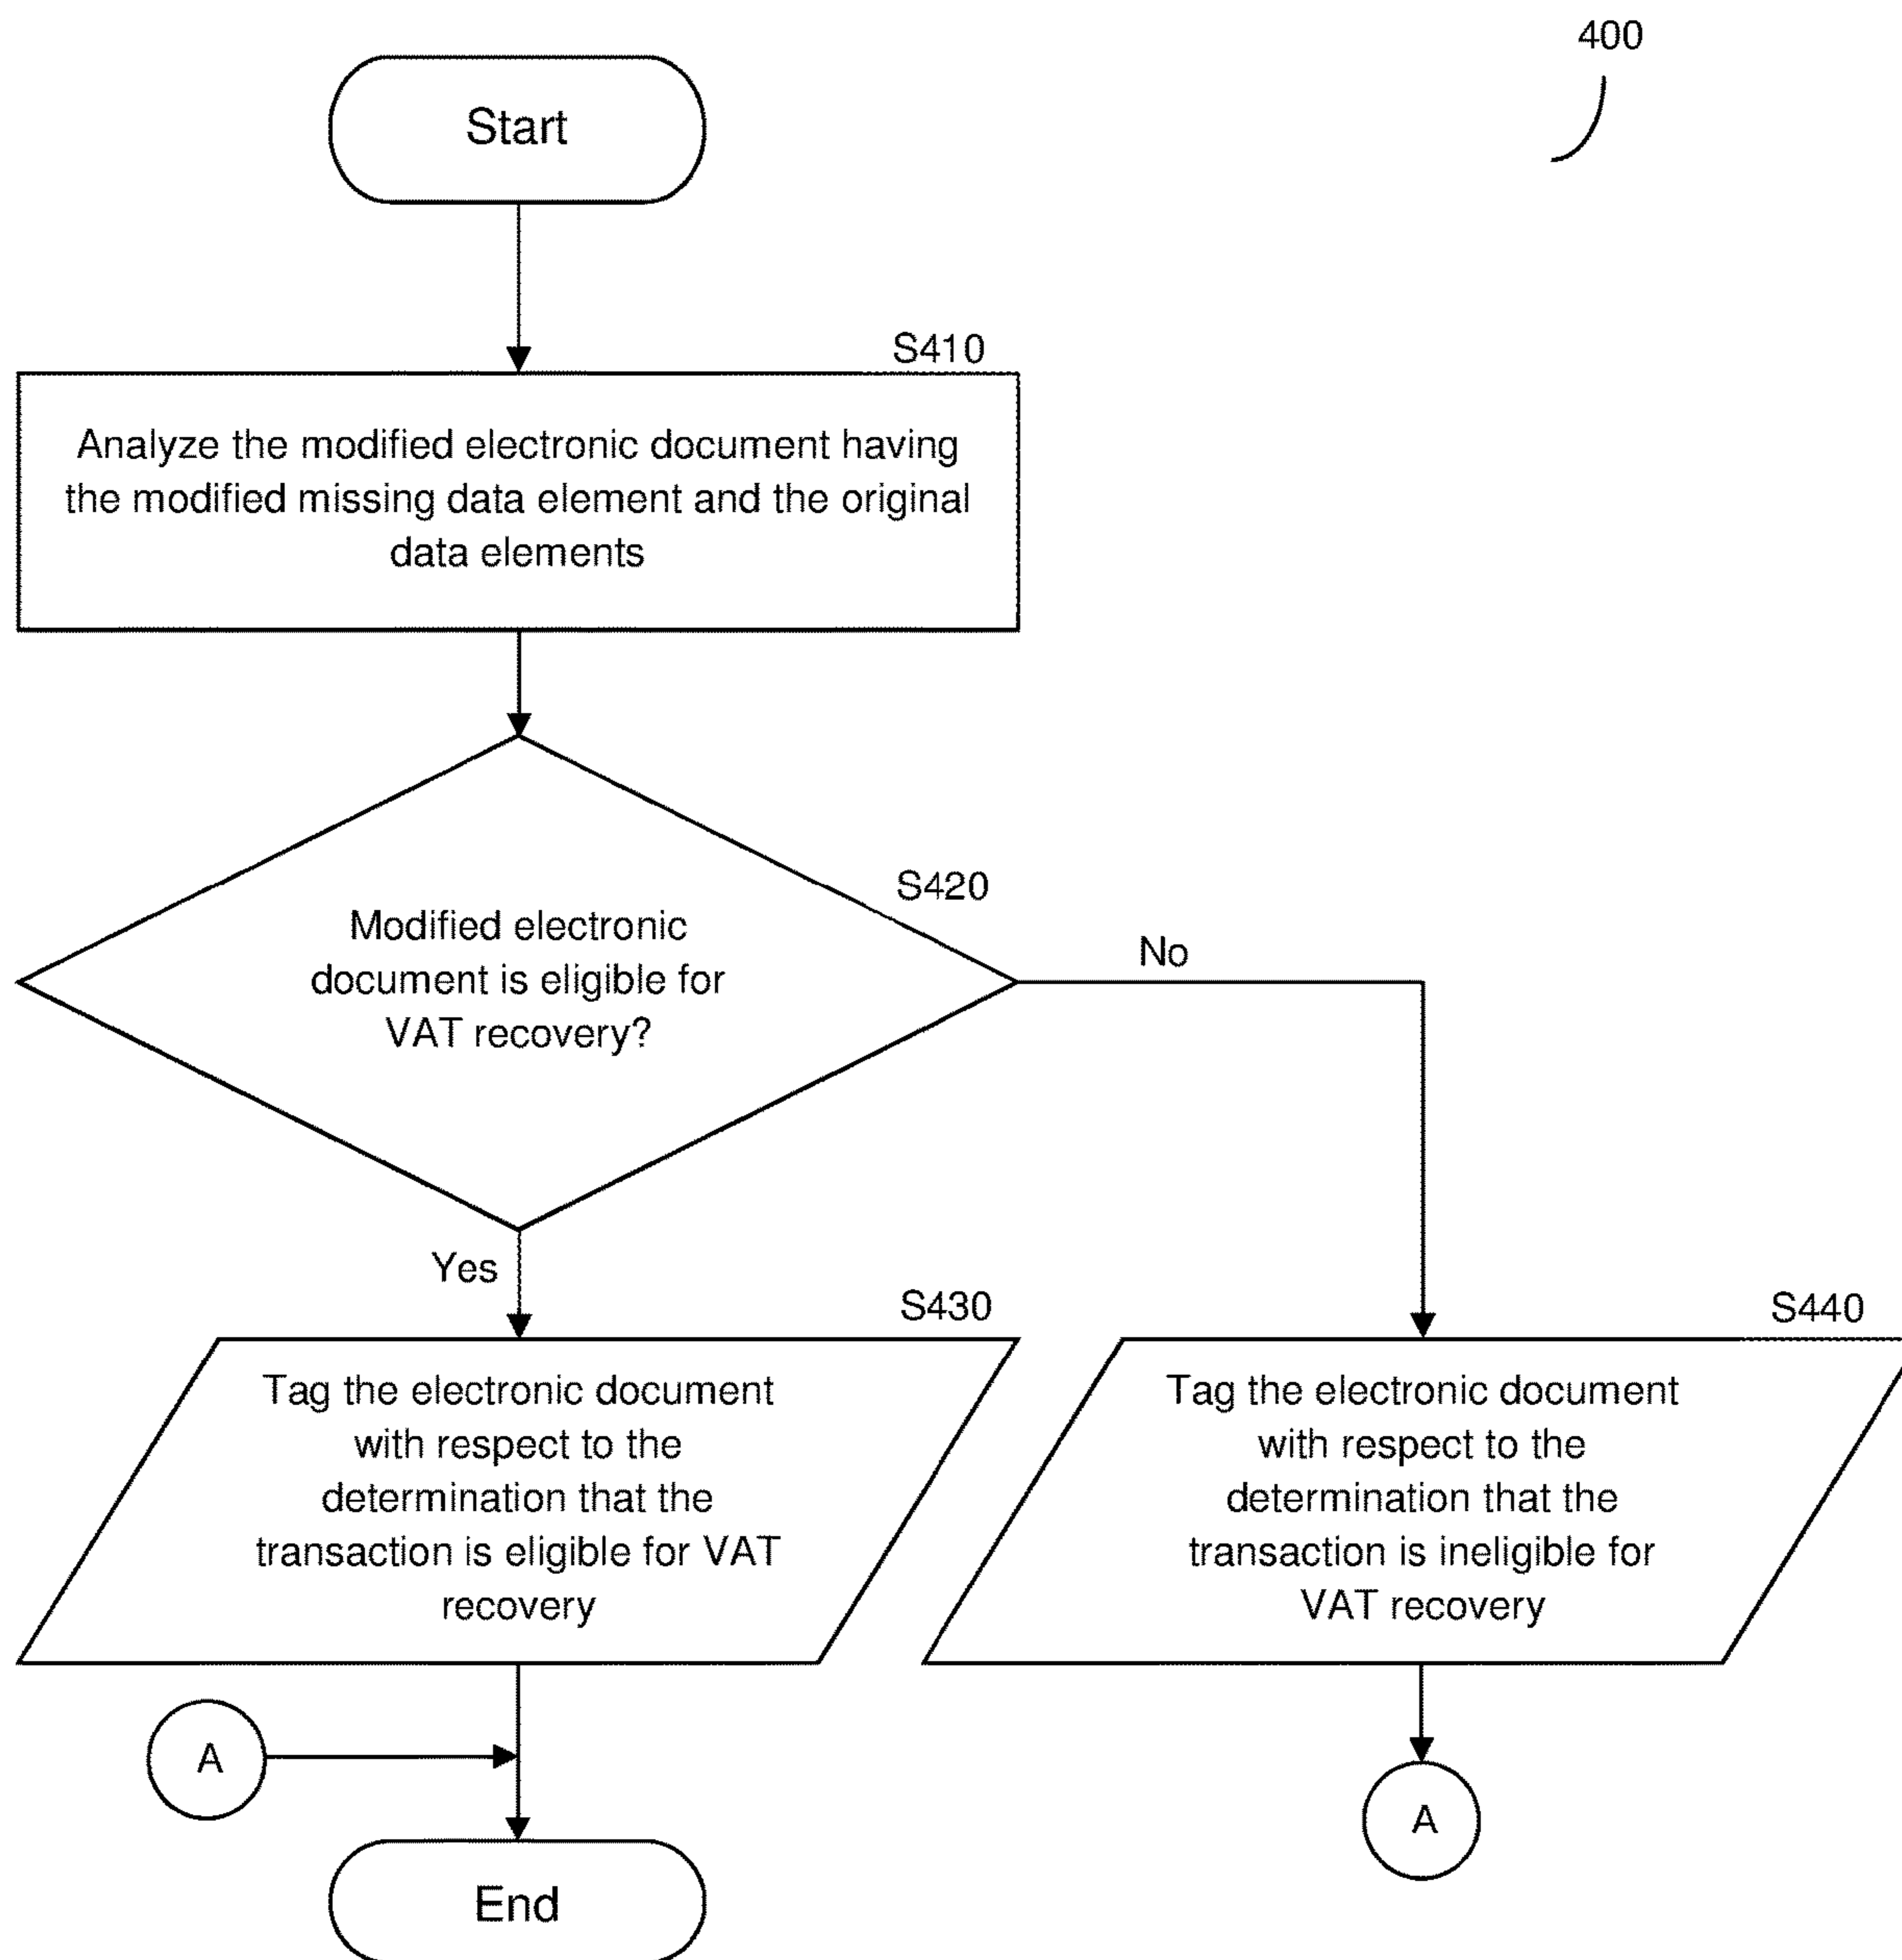 400
Start
S410
Analyze the modified electronic document having
the modified missing data element and the original
data elements
S420
Modified electronic
document is eligible for
VAT recovery?
No
Yes
S430
Tag the electronic document
with respect to the
determination that the
transaction is eligible for VAT
recovery
S440
Tag the electronic document
with respect to the
determination that the
transaction is ineligible for
VAT recovery
A
A
End